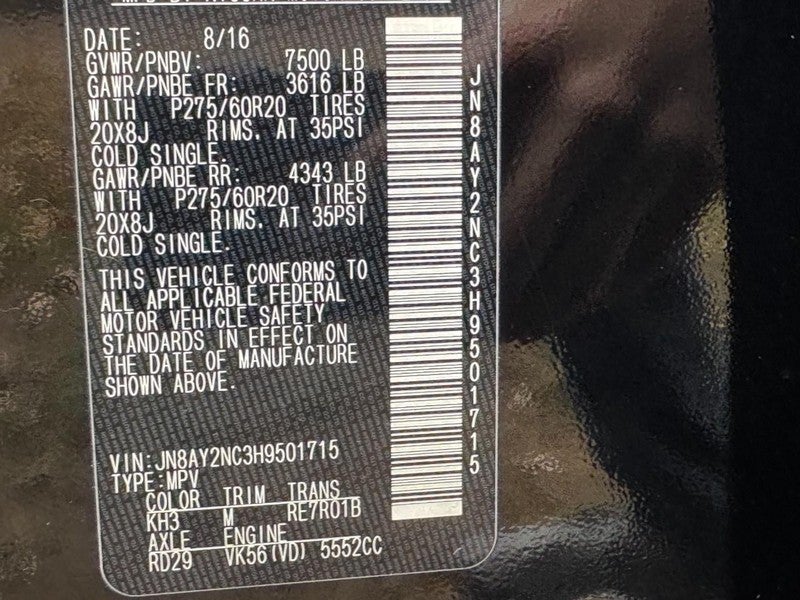 DATE: 8/16
GVWR/PNBV: 7500 LB
GAWR/PNBE FR: 3616 LB
WITH P275/60R20 TIRES
20X8J RIMS, AT 35PSI
COLD SINGLE.
GAWR/PNBE RR: 4343 LB
WITH P275/60R20 TIRES
20X8J RIMS, AT 35PSI
COLD SINGLE.
THIS VEHICLE CONFORMS TO
ALL APPLICABLE FEDERAL
MOTOR VEHICLE SAFETY
STANDARDS IN EFFECT ON
THE DATE OF MANUFACTURE
SHOWN ABOVE.
VIN:JN8AY2NC3H9501715
TYPE:MPV
COLOR TRIM TRANS
KH3 M RE7R01B
AXLE ENGINE
RD29 VK56(VD) 5552CC
JN8AY2NC3H9501715